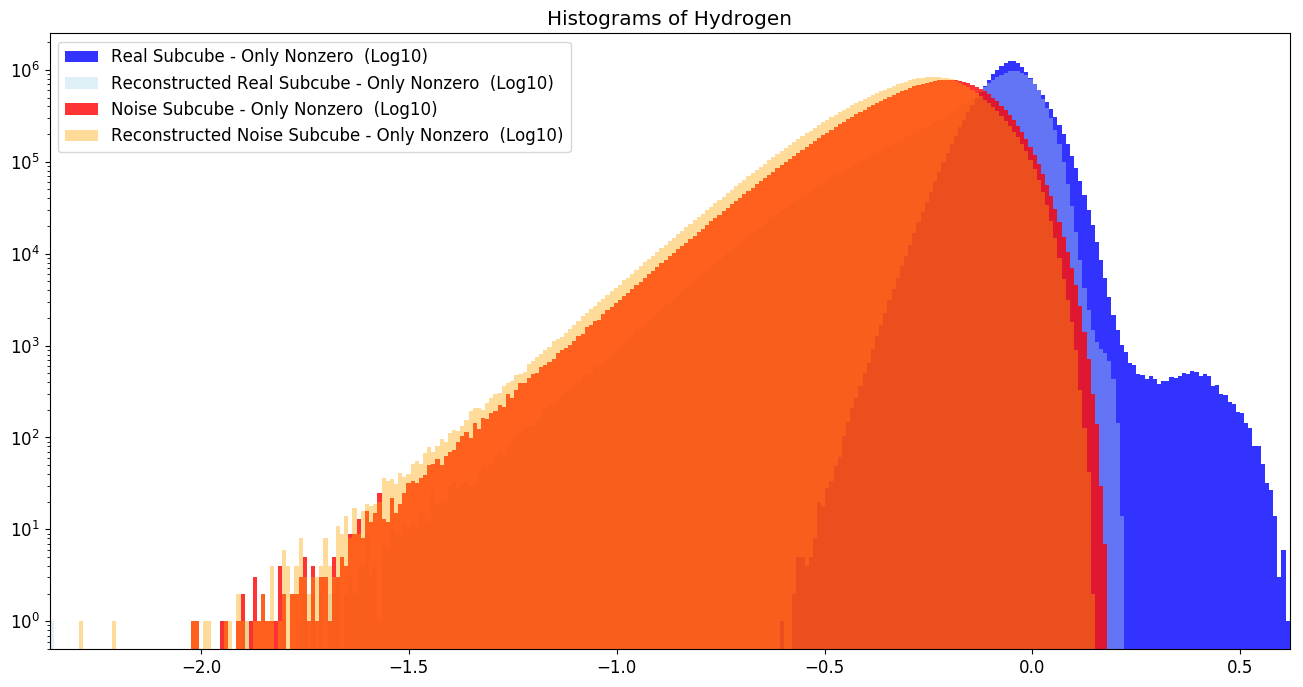 Histograms of Hydrogen
Real Subcube - Only Nonzero  (Log10)
Reconstructed Real Subcube - Only Nonzero  (Log10)
Noise Subcube - Only Nonzero  (Log10)
Reconstructed Noise Subcube - Only Nonzero  (Log10)
10⁶
10⁵
10⁴
10³
10²
10¹
10⁰
−2.0 −1.5 −1.0 −0.5 0.0 0.5